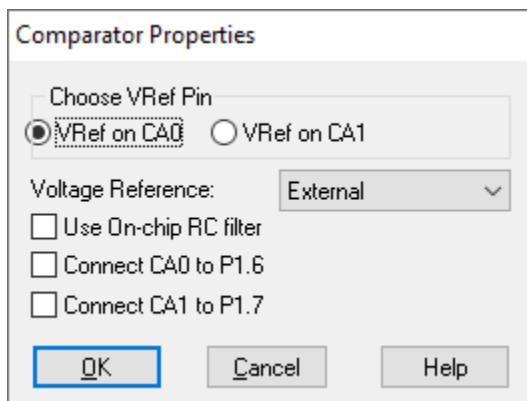 Comparator Properties
Choose VRef Pin
VRef on CA0 VRef on CA1
Voltage Reference: External
Use On-chip RC filter
Connect CA0 to P1.6
Connect CA1 to P1.7
OK Cancel Help